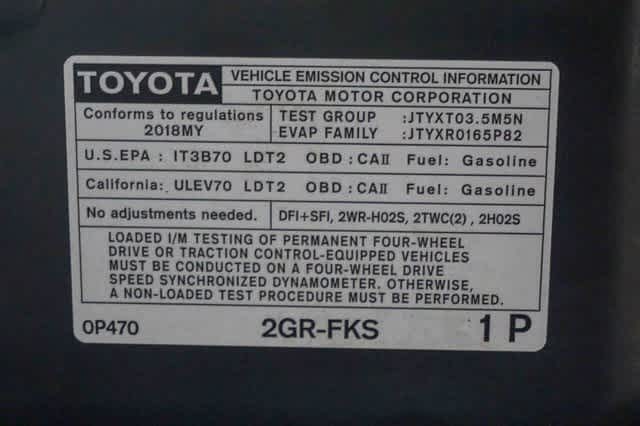 TOYOTA VEHICLE EMISSION CONTROL INFORMATION
TOYOTA MOTOR CORPORATION
Conforms to regulations
2018MY
TEST GROUP :JTYXT03.5M5N
EVAP FAMILY :JTYXR0165P82
U.S.EPA : IT3B70 LDT2 OBD : CAII Fuel: Gasoline
California: ULEV70 LDT2 OBD : CAII Fuel: Gasoline
No adjustments needed. DFI+SFI, 2WR-H02S, 2TWC(2) , 2H02S
LOADED I/M TESTING OF PERMANENT FOUR-WHEEL
DRIVE OR TRACTION CONTROL-EQUIPPED VEHICLES
MUST BE CONDUCTED ON A FOUR-WHEEL DRIVE
SPEED SYNCHRONIZED DYNAMOMETER. OTHERWISE,
A NON-LOADED TEST PROCEDURE MUST BE PERFORMED.
0P470 2GR-FKS 1 P